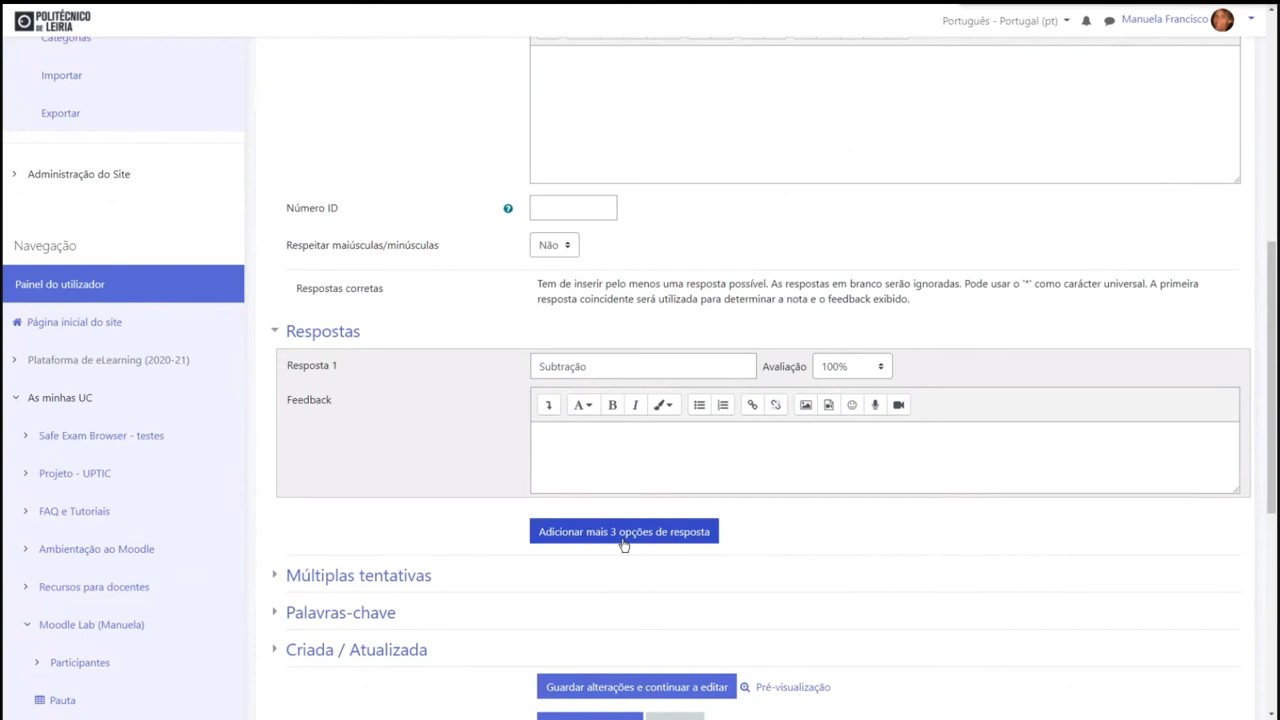 POLITÉCNICO
DE LEIRIA
Português - Portugal (pt)
Manuela Francisco
Categorias
Importar
Exportar
Administração do Site
Navegação
Painel do utilizador
Página inicial do site
Plataforma de eLearning (2020-21)
As minhas UC
Safe Exam Browser - testes
Projeto - UPTIC
FAQ e Tutoriais
Ambientação ao Moodle
Recursos para docentes
Moodle Lab (Manuela)
Participantes
Pauta
Número ID
Respeitar maiúsculas/minúsculas
Não
Respostas corretas
Tem de inserir pelo menos uma resposta possível. As respostas em branco serão ignoradas. Pode usar o '*' como carácter universal. A primeira
resposta coincidente será utilizada para determinar a nota e o feedback exibido.
Respostas
Resposta 1
Subtração
Avaliação
100%
Feedback
Adicionar mais 3 opções de resposta
Múltiplas tentativas
Palavras-chave
Criada / Atualizada
Guardar alterações e continuar a editar
Pré-visualização